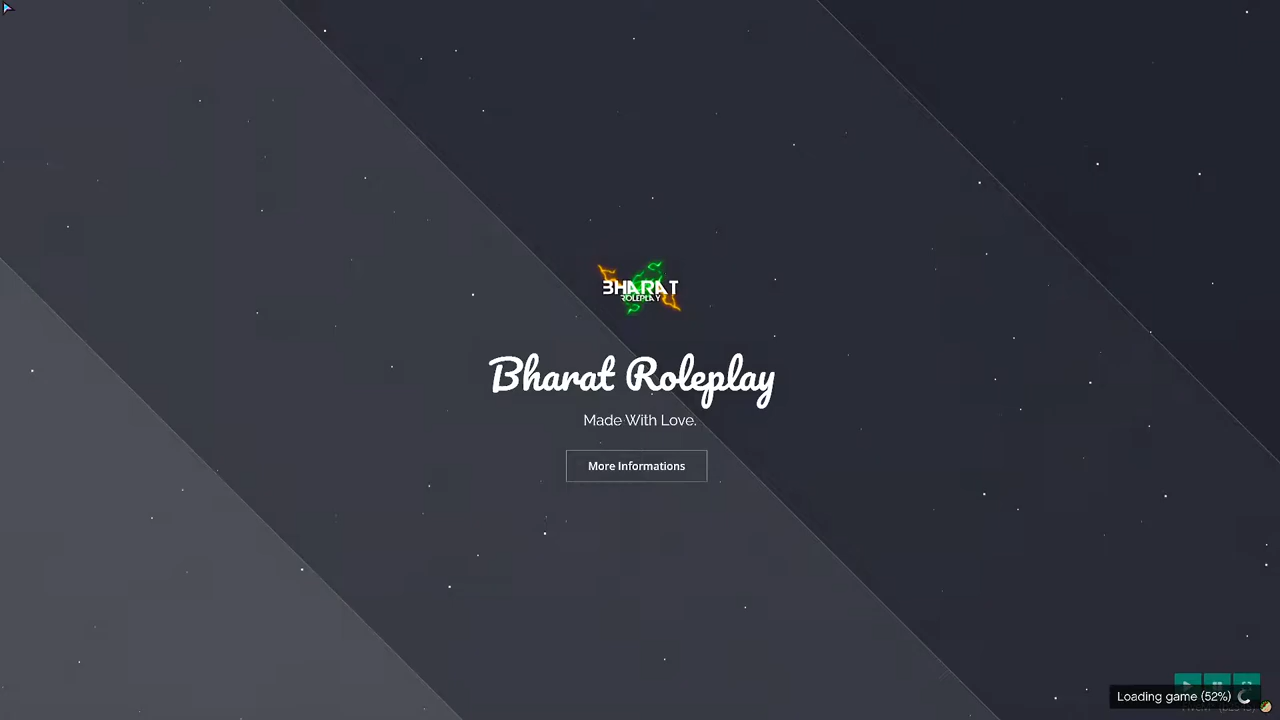 BHARAT
ROLEPLAY
Bharat Roleplay
Made With Love.
More Informations
Loading game (52%)